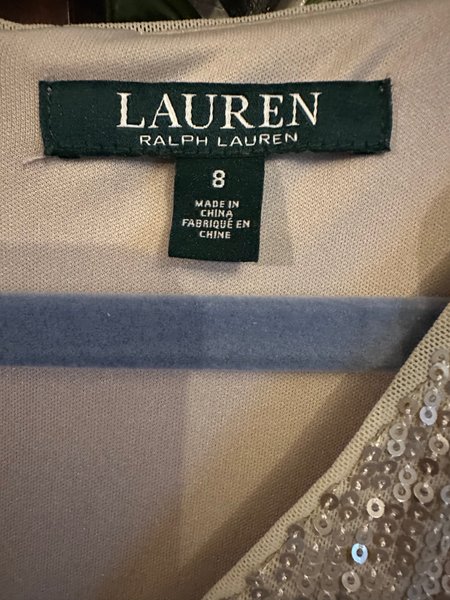 LAUREN
RALPH LAUREN
8
MADE IN
CHINA
FABRIQUÉ EN
CHINE